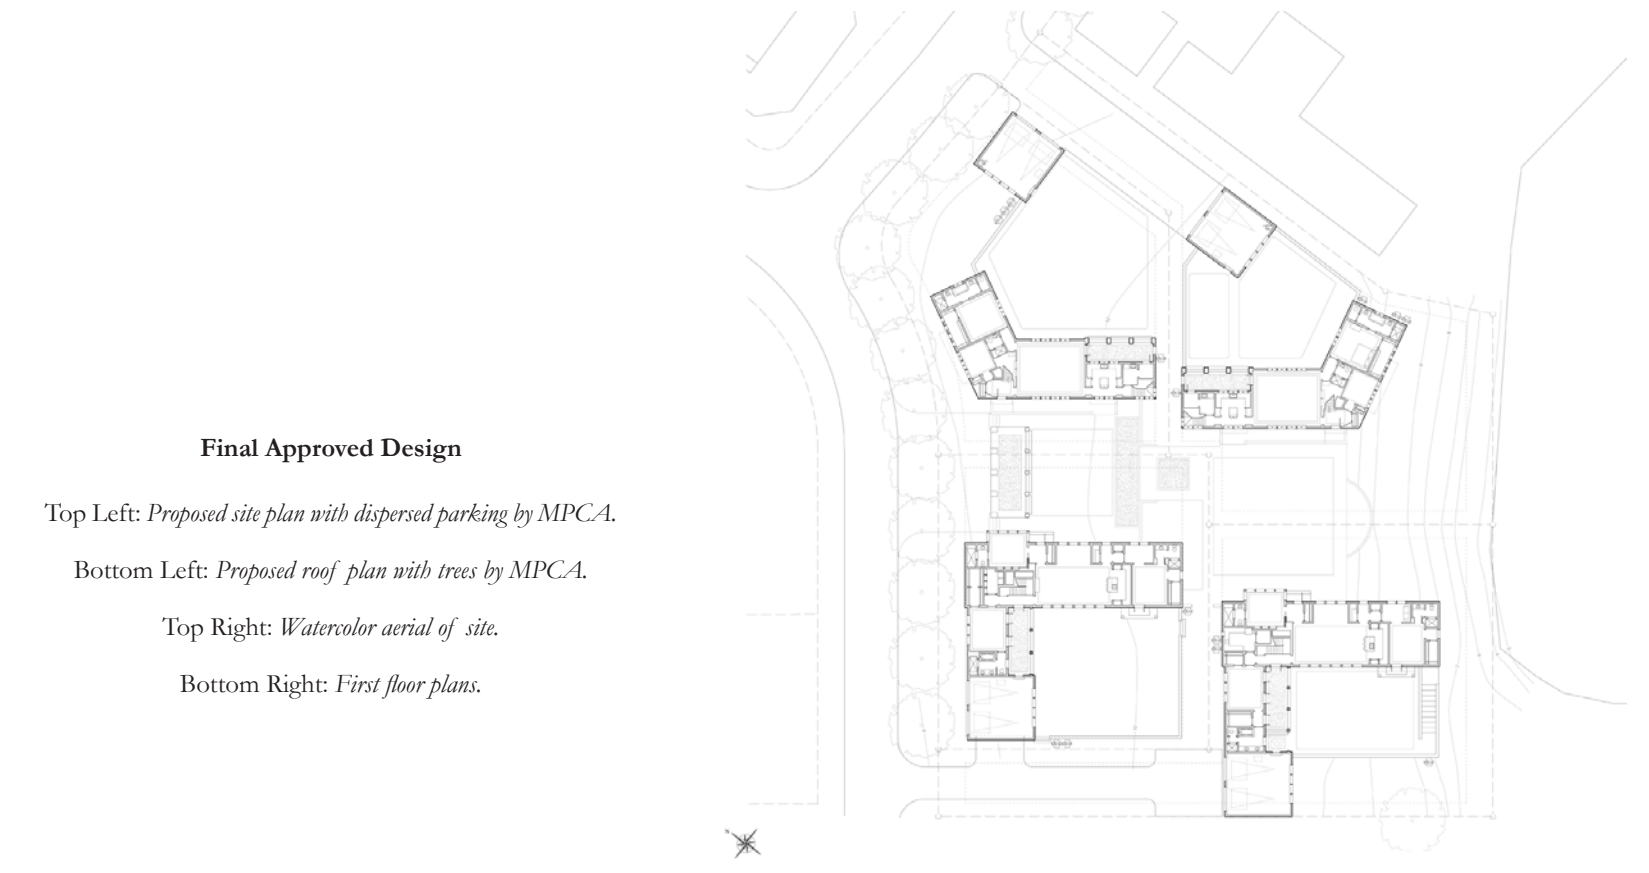 Final Approved Design
Top Left: Proposed site plan with dispersed parking by MPCA.
Bottom Left: Proposed roof plan with trees by MPCA.
Top Right: Watercolor aerial of site.
Bottom Right: First floor plans.